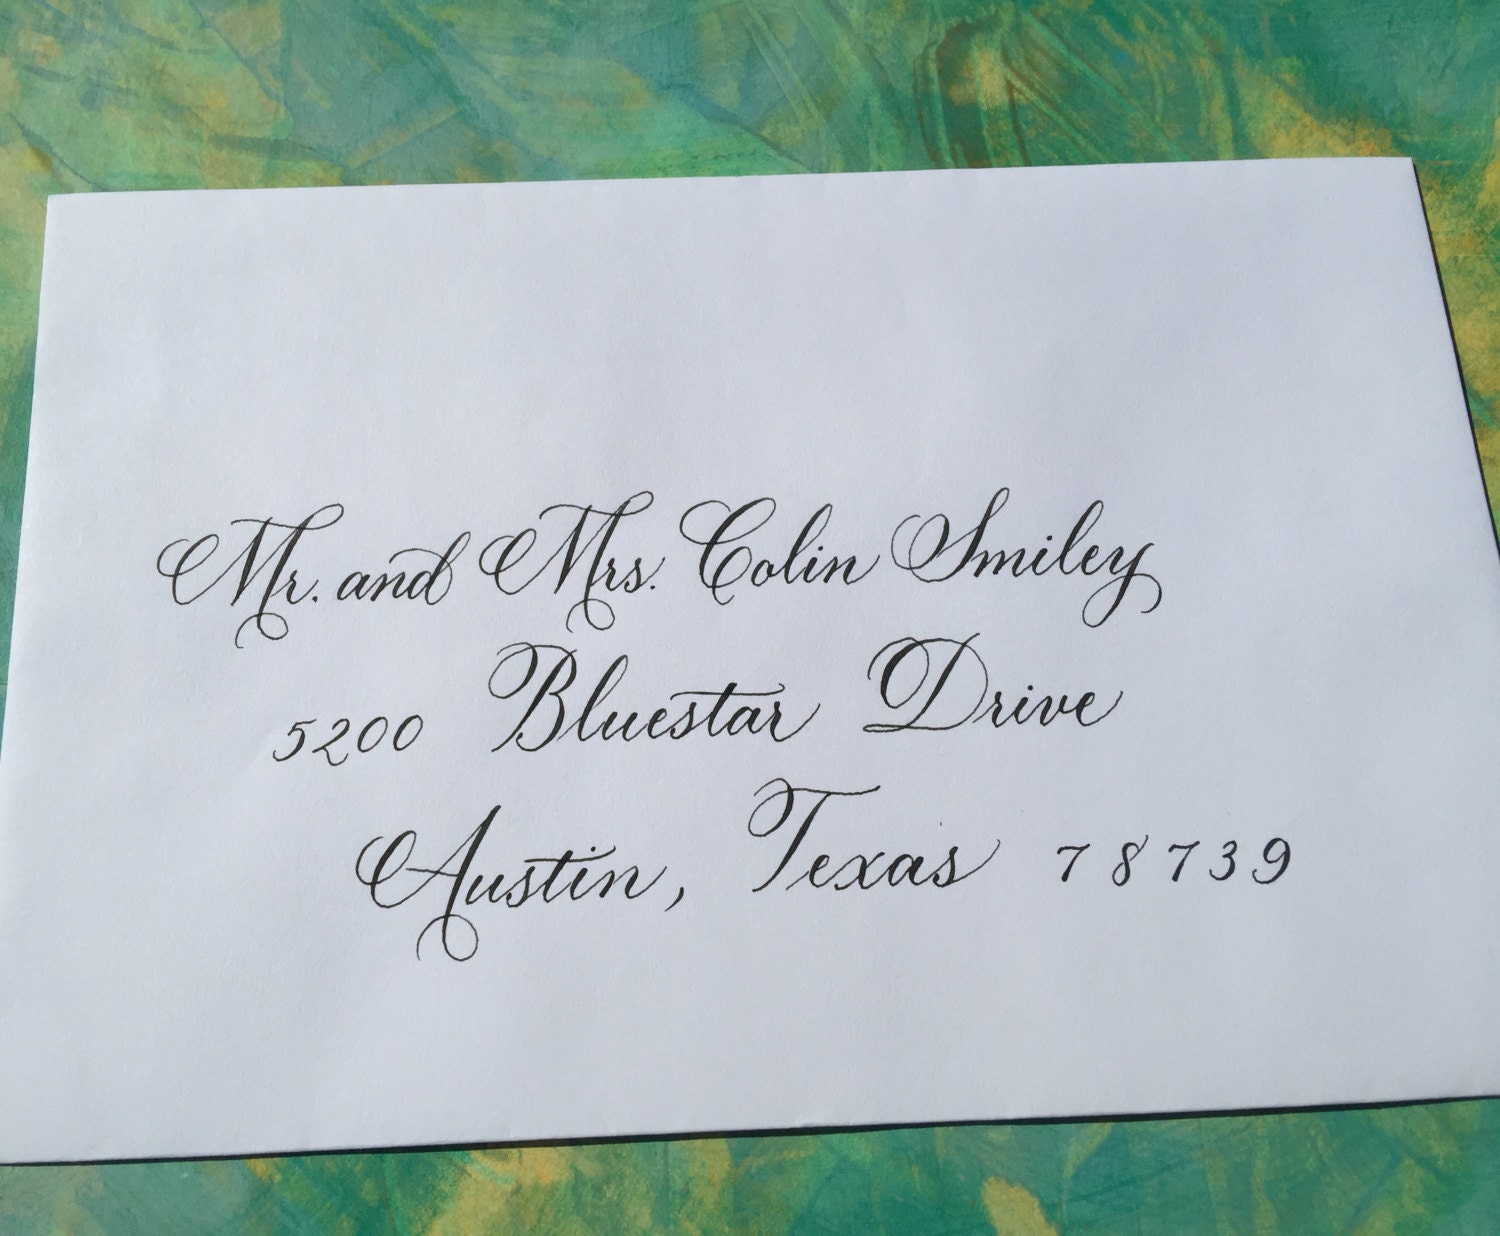 Mr. and Mrs. Colin Smiley
5200 Bluestar Drive
Austin, Texas 78739